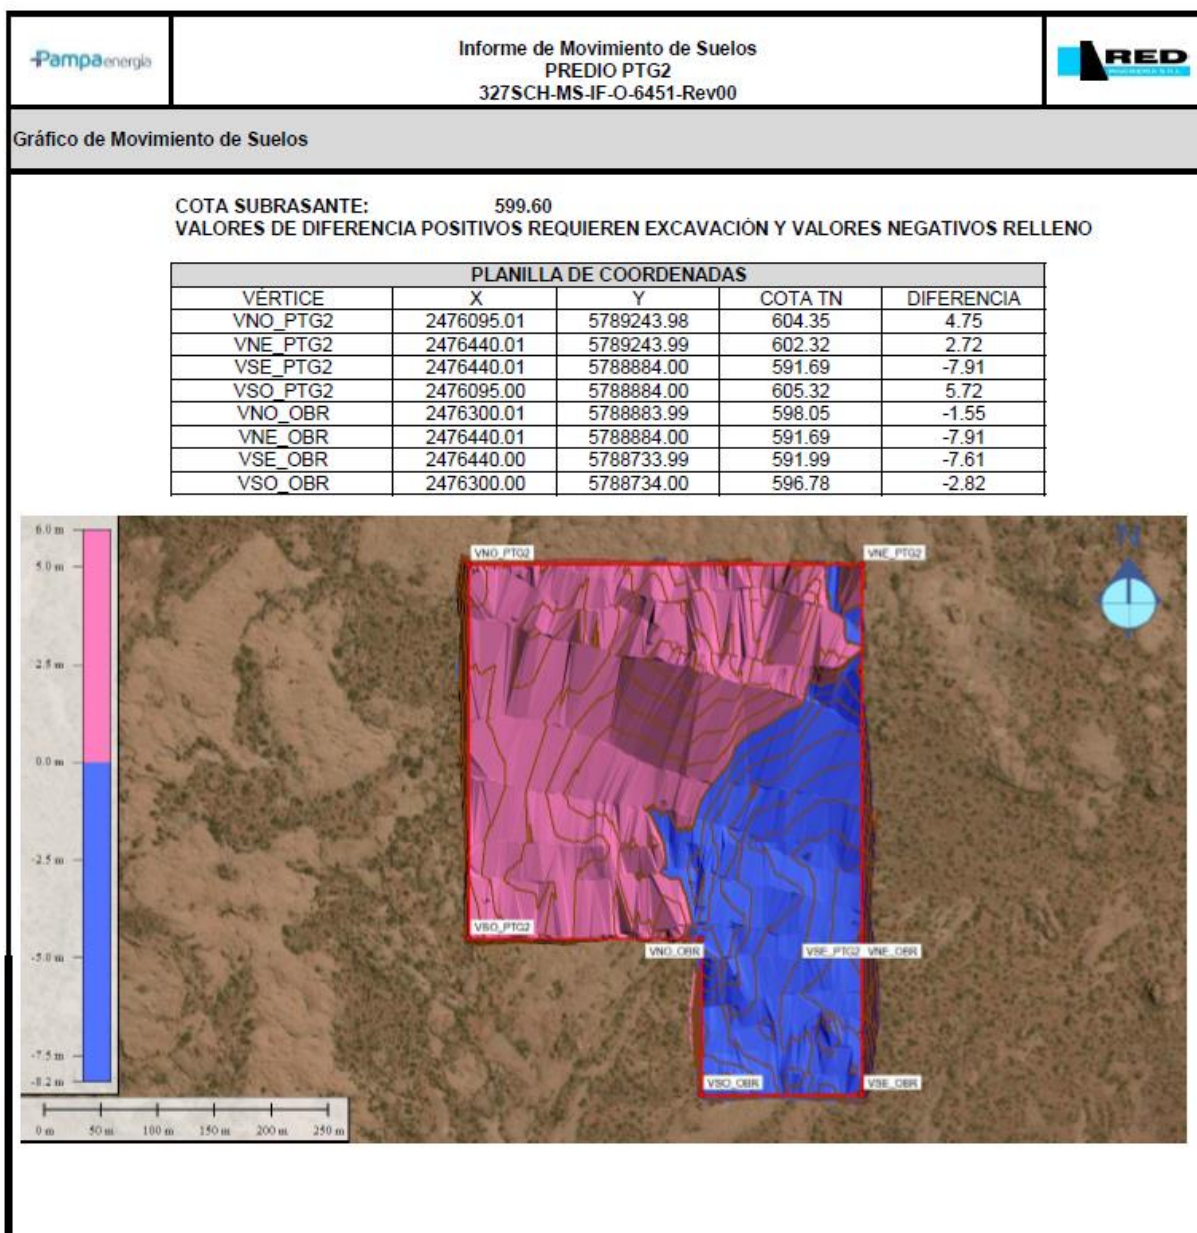 Pampa energía
Informe de Movimiento de Suelos
PREDIO PTG2
327SCH-MS-IF-O-6451-Rev00
RED
Gráfico de Movimiento de Suelos
COTA SUBRASANTE: 599.60
VALORES DE DIFERENCIA POSITIVOS REQUIEREN EXCAVACIÓN Y VALORES NEGATIVOS RELLENO
PLANILLA DE COORDENADAS
VÉRTICE X Y COTA TN DIFERENCIA
VNO_PTG2 2476095.01 5789243.98 604.35 4.75
VNE_PTG2 2476440.01 5789243.99 602.32 2.72
VSE_PTG2 2476440.01 5788884.00 591.69 -7.91
VSO_PTG2 2476095.00 5788884.00 605.32 5.72
VNO_OBR 2476300.01 5788883.99 598.05 -1.55
VNE_OBR 2476440.01 5788884.00 591.69 -7.91
VSE_OBR 2476440.00 5788733.99 591.99 -7.61
VSO_OBR 2476300.00 5788734.00 596.78 -2.82
6.0 m
5.0 m
2.5 m
0.0 m
-2.5 m
-5.0 m
-7.5 m
-8.2 m
N
VNO_PTG2 VNE_PTG2
VSO_PTG2
VNO_OBR VSE_PTG2 VNE_OBR
VSO_OBR VSE_OBR
0 m 50 m 100 m 150 m 200 m 250 m